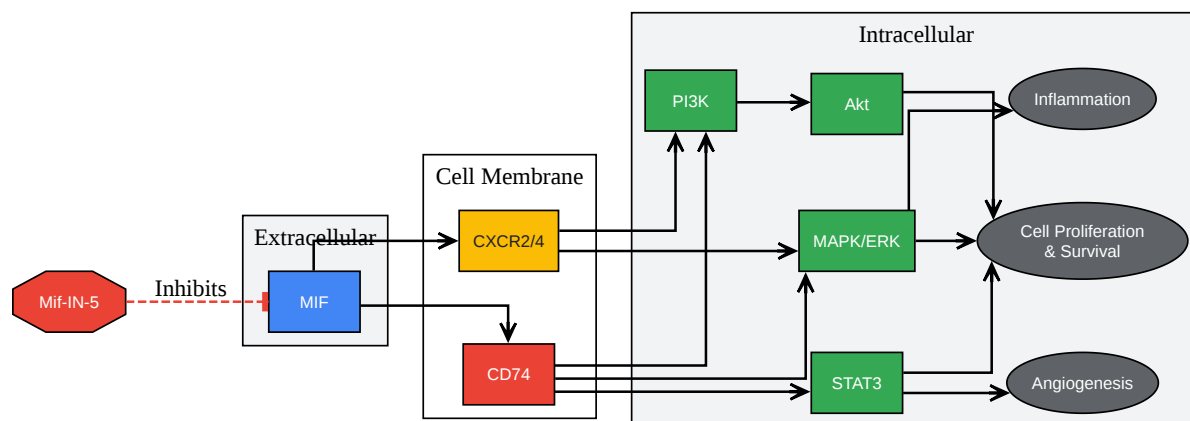 Intracellular
PI3K
Akt
Inflammation
Cell Membrane
Extracellular
CXCR2/4
MAPK/ERK
Cell Proliferation
& Survival
Mif-IN-5
Inhibits
MIF
CD74
STAT3
Angiogenesis